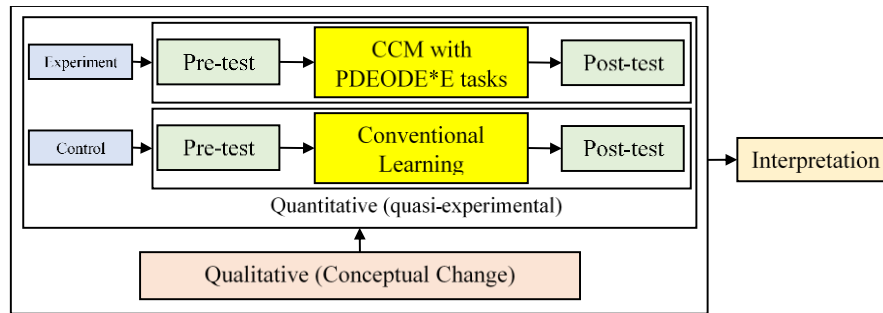 Experiment
Pre-test
CCM with
PDEODE*E tasks
Post-test
Control
Pre-test
Conventional
Learning
Post-test
Interpretation
Quantitative (quasi-experimental)
Qualitative (Conceptual Change)